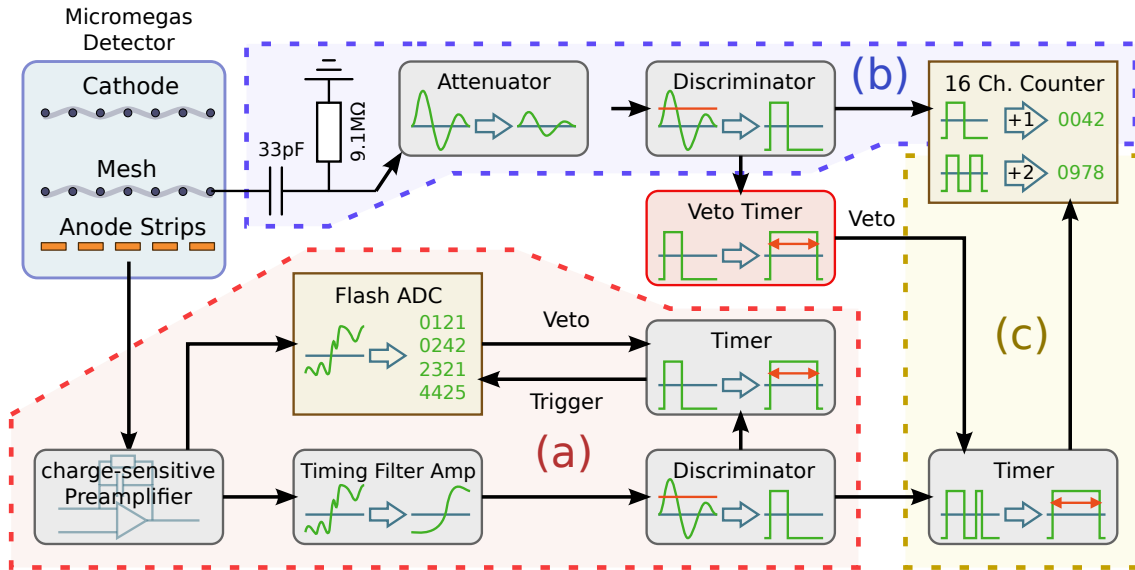 Micromegas
Detector
Cathode
Mesh
Anode Strips
33pF
9.1MΩ
Attenuator
Discriminator
(b)
16 Ch. Counter
+1
0042
+2
0978
Veto Timer
Veto
Flash ADC
0121
0242
2321
4425
Veto
Trigger
Timer
(c)
(a)
charge-sensitive
Preamplifier
Timing Filter Amp
Discriminator
Timer